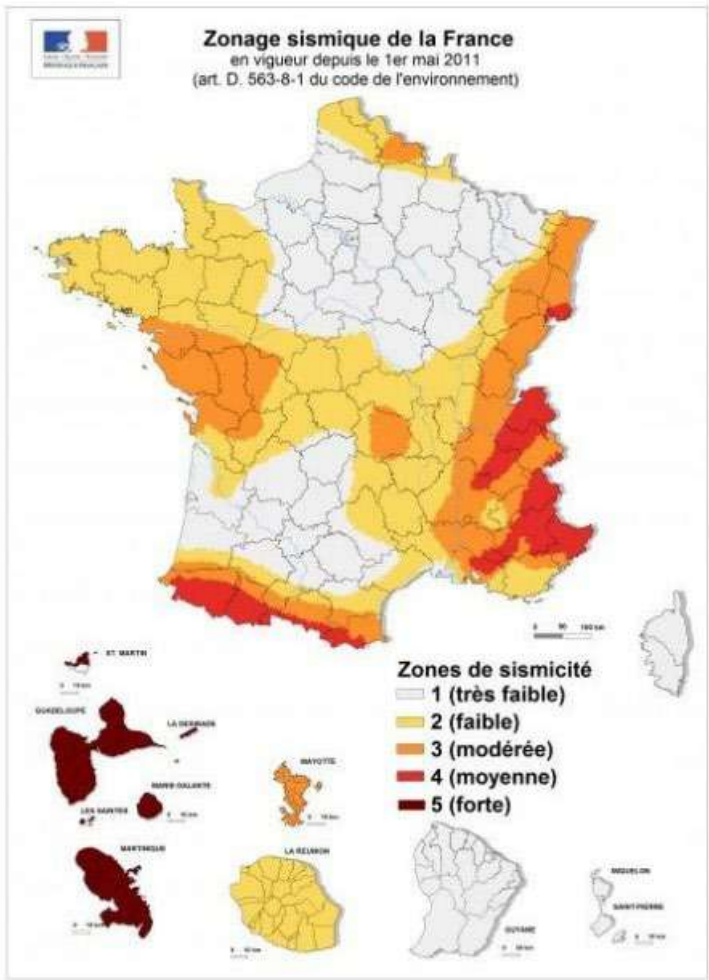 Zonage sismique de la France
en vigueur depuis le 1er mai 2011
(art. D. 563-8-1 du code de l'environnement)
ST. MARTIN
GUADELOUPE
LA DESIRADE
MARIE-GALANTE
LES SAINTES
MARTINIQUE
MAYOTTE
LA REUNION
Zones de sismicité
1 (très faible)
2 (faible)
3 (modérée)
4 (moyenne)
5 (forte)
GUYANE
MIQUELON
SAINT-PIERRE